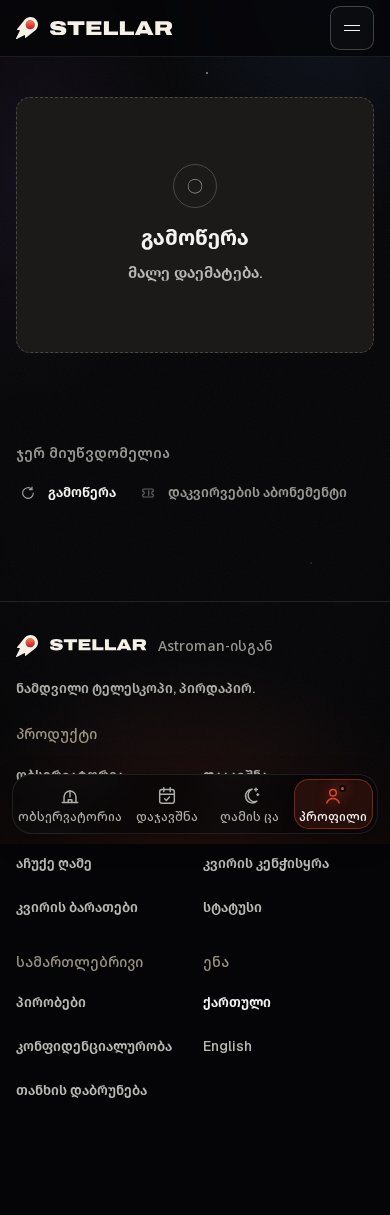 STELLAR
გამოწერა
მალე დაემატება.
ჯერ მიუწვდომელია
გამოწერა
დაკვირვების აბონემენტი
STELLAR Astroman-ისგან
ნამდვილი ტელესკოპი, პირდაპირ.
პროდუქტი
ობსერვატორია
დაჯავშნა
ღამის ცა
პროფილი
აჩუქე ღამე
კვირის კენჭისყრა
კვირის ბარათები
სტატუსი
სამართლებრივი
ენა
პირობები
ქართული
კონფიდენციალურობა
English
თანხის დაბრუნება